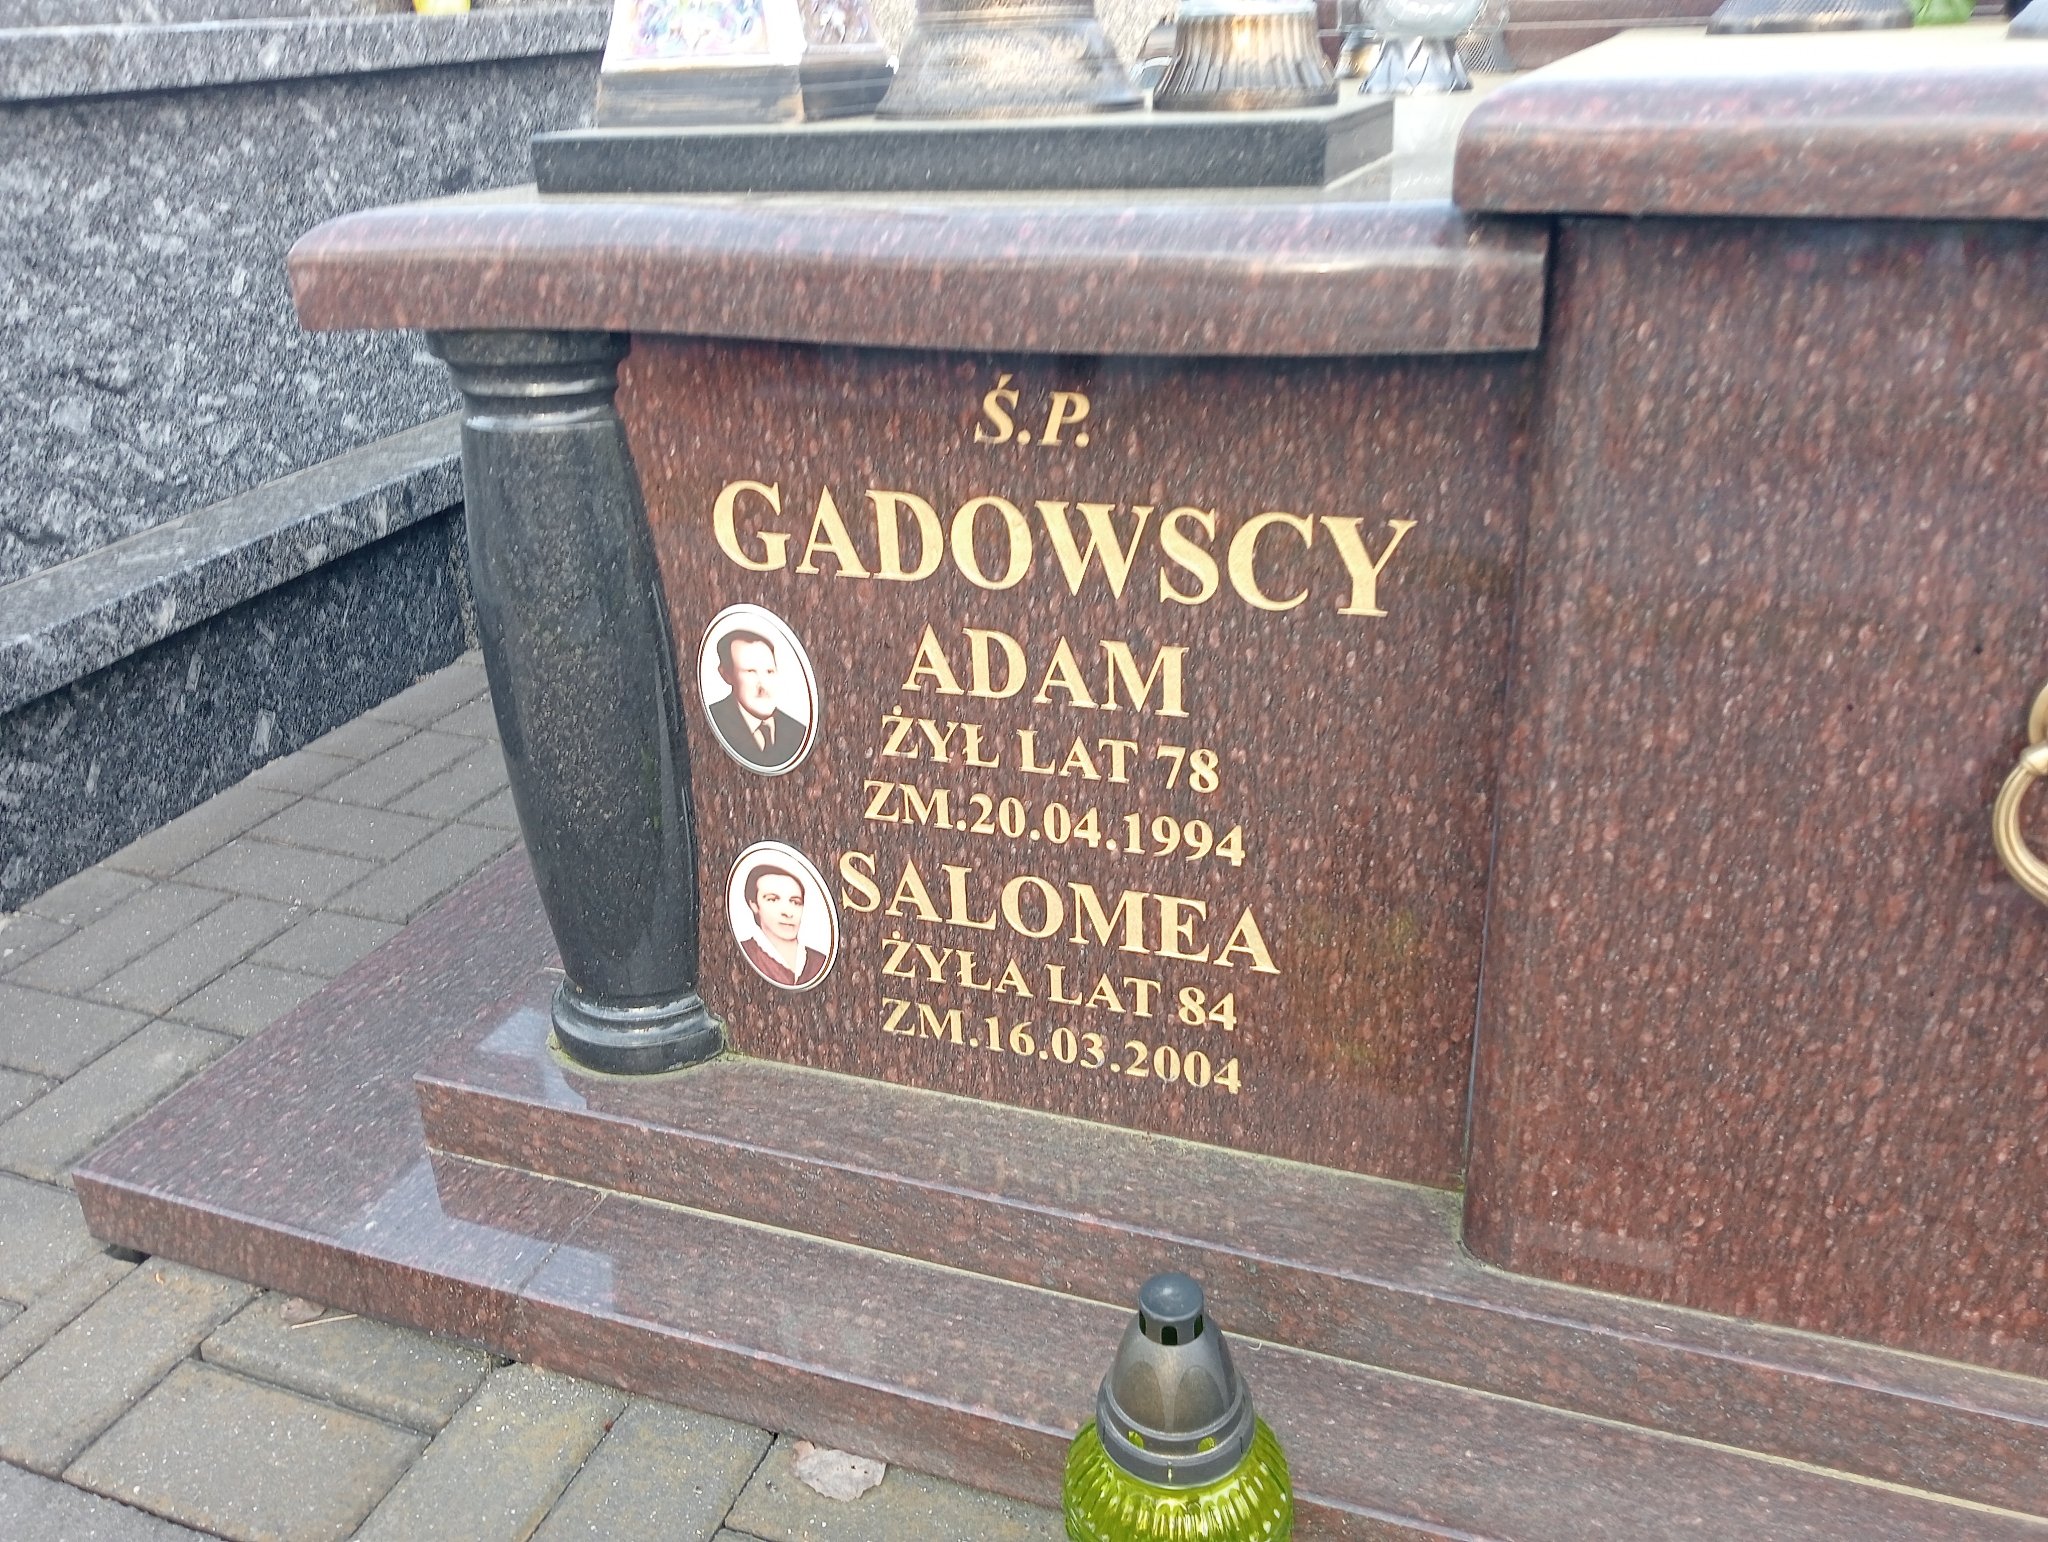 Ś.P.
GADOWSCY
ADAM
ŻYŁ LAT 78
ZM.20.04.1994
SALOMEA
ŻYŁA LAT 84
ZM.16.03.2004